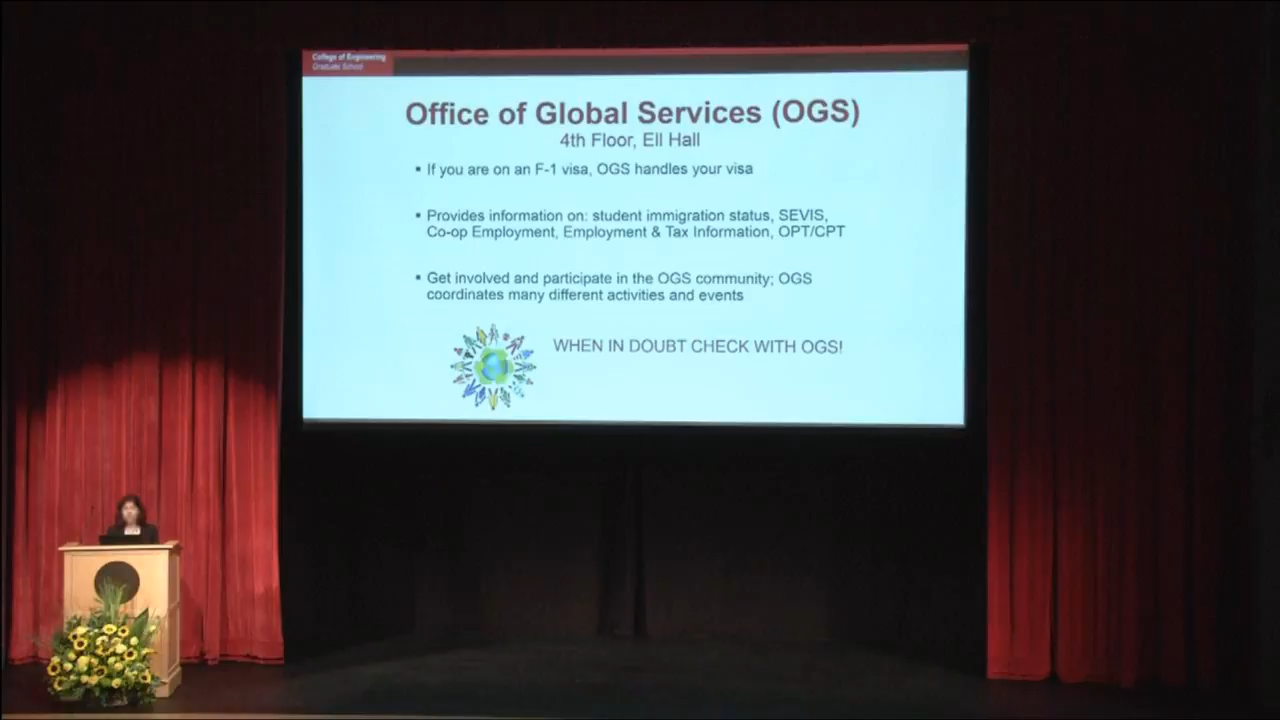 College of Engineering
Graduate School
Office of Global Services (OGS)
4th Floor, Ell Hall
▪ If you are on an F-1 visa, OGS handles your visa
▪ Provides information on: student immigration status, SEVIS,
Co-op Employment, Employment & Tax Information, OPT/CPT
▪ Get involved and participate in the OGS community; OGS
coordinates many different activities and events
WHEN IN DOUBT CHECK WITH OGS!